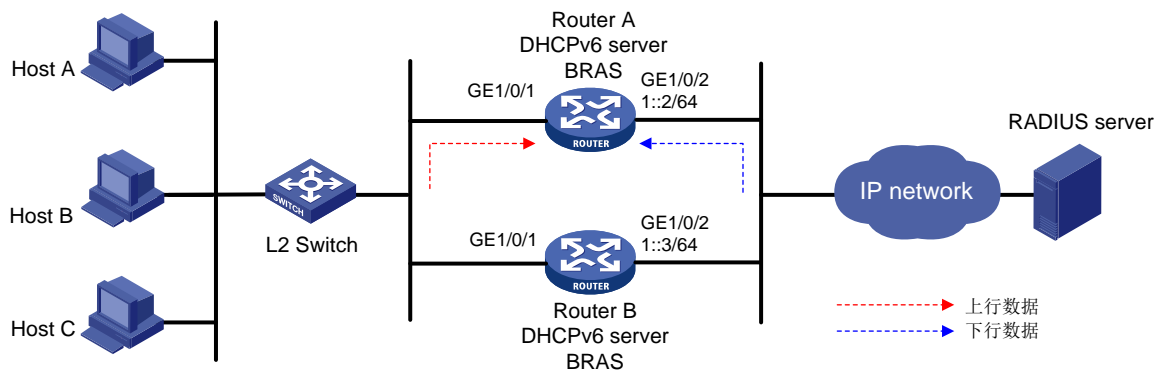 Router A
DHCPv6 server
BRAS
Host A
GE1/0/1
GE1/0/2
1::2/64
ROUTER
RADIUS server
Host B
SWITCH
L2 Switch
IP network
GE1/0/1
GE1/0/2
1::3/64
ROUTER
Host C
Router B
DHCPv6 server
BRAS
上行数据
下行数据